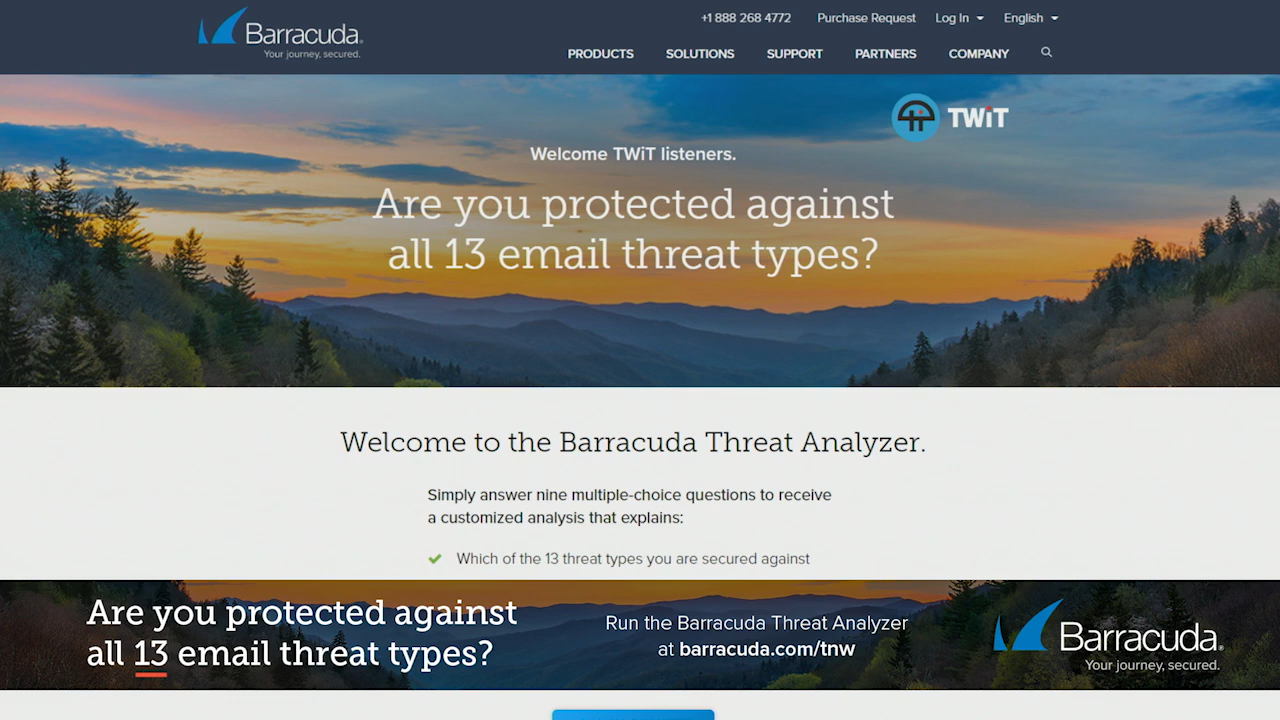 +1 888 268 4772 Purchase Request Log In English
Barracuda
Your journey, secured.
PRODUCTS SOLUTIONS SUPPORT PARTNERS COMPANY
TWiT
Welcome TWiT listeners.
Are you protected against
all 13 email threat types?
Welcome to the Barracuda Threat Analyzer.
Simply answer nine multiple-choice questions to receive
a customized analysis that explains:
Which of the 13 threat types you are secured against
Are you protected against
all 13 email threat types?
Run the Barracuda Threat Analyzer
at barracuda.com/tnw
Barracuda
Your journey, secured.